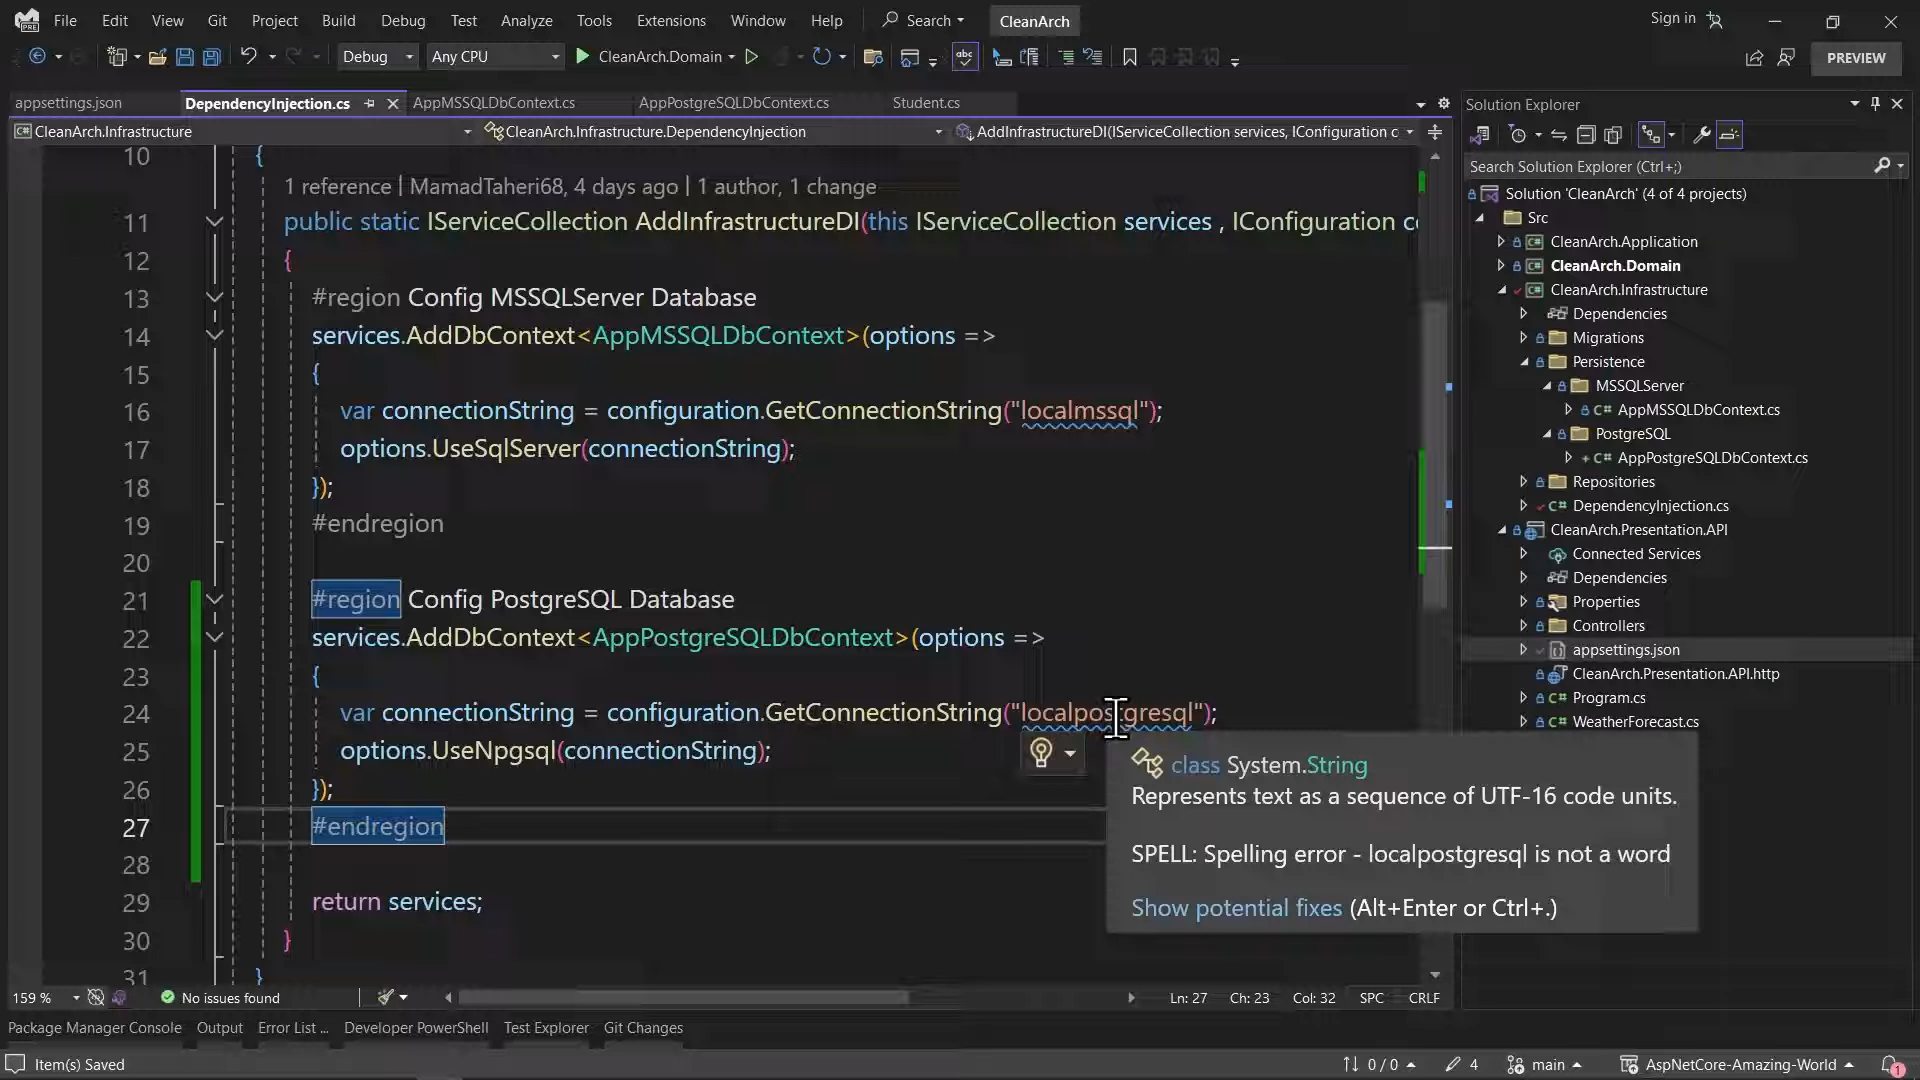 File Edit View Git Project Build Debug Test Analyze Tools Extensions Window Help Search CleanArch Sign in
Debug Any CPU CleanArch.Domain abc PREVIEW
appsettings.json DependencyInjection.cs AppMSSQLDbContext.cs AppPostgreSQLDbContext.cs Student.cs
CleanArch.Infrastructure CleanArch.Infrastructure.DependencyInjection AddInfrastructureDI(IServiceCollection services, IConfiguration c
10 {
1 reference | MamadTaheri68, 4 days ago | 1 author, 1 change
11 public static IServiceCollection AddInfrastructureDI(this IServiceCollection services , IConfiguration co
12 {
13 #region Config MSSQLServer Database
14 services.AddDbContext<AppMSSQLDbContext>(options =>
15 {
16 var connectionString = configuration.GetConnectionString("localmssql");
17 options.UseSqlServer(connectionString);
18 });
19 #endregion
20
21 #region Config PostgreSQL Database
22 services.AddDbContext<AppPostgreSQLDbContext>(options =>
23 {
24 var connectionString = configuration.GetConnectionString("localpostgresql");
25 options.UseNpgsql(connectionString);
26 });
27 #endregion
28
29 return services;
30 }
31 }
class System.String
Represents text as a sequence of UTF-16 code units.
SPELL: Spelling error - localpostgresql is not a word
Show potential fixes (Alt+Enter or Ctrl+.)
159 % No issues found Ln: 27 Ch: 23 Col: 32 SPC CRLF
Package Manager Console Output Error List ... Developer PowerShell Test Explorer Git Changes
Solution Explorer
Search Solution Explorer (Ctrl+;)
Solution 'CleanArch' (4 of 4 projects)
Src
CleanArch.Application
CleanArch.Domain
CleanArch.Infrastructure
Dependencies
Migrations
Persistence
MSSQLServer
C# AppMSSQLDbContext.cs
PostgreSQL
C# AppPostgreSQLDbContext.cs
Repositories
C# DependencyInjection.cs
CleanArch.Presentation.API
Connected Services
Dependencies
Properties
Controllers
appsettings.json
CleanArch.Presentation.API.http
C# Program.cs
C# WeatherForecast.cs
Item(s) Saved 0 / 0 4 main AspNetCore-Amazing-World 1